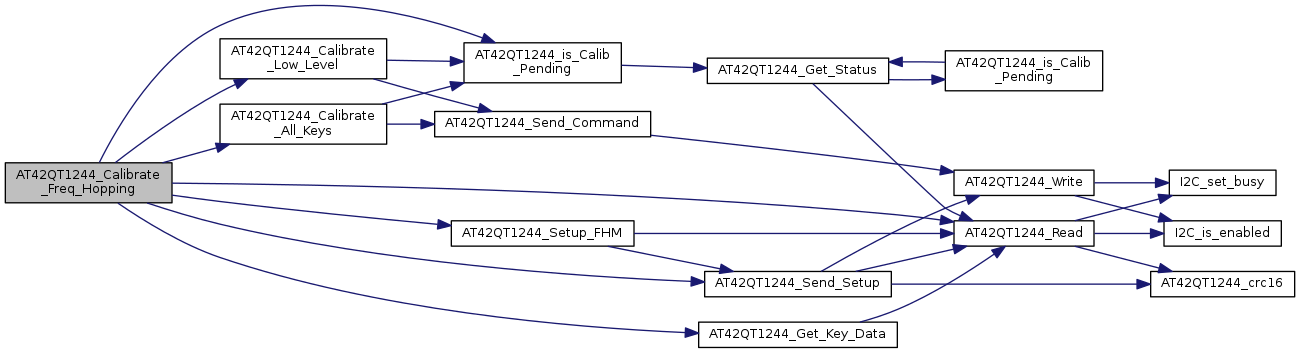 AT42QT1244_Calibrate
_Freq_Hopping
AT42QT1244_Calibrate
_Low_Level
AT42QT1244_Calibrate
_All_Keys
AT42QT1244_is_Calib
_Pending
AT42QT1244_Send_Command
AT42QT1244_Setup_FHM
AT42QT1244_Send_Setup
AT42QT1244_Get_Key_Data
AT42QT1244_Get_Status
AT42QT1244_is_Calib
_Pending
AT42QT1244_Write
AT42QT1244_Read
I2C_set_busy
I2C_is_enabled
AT42QT1244_crc16